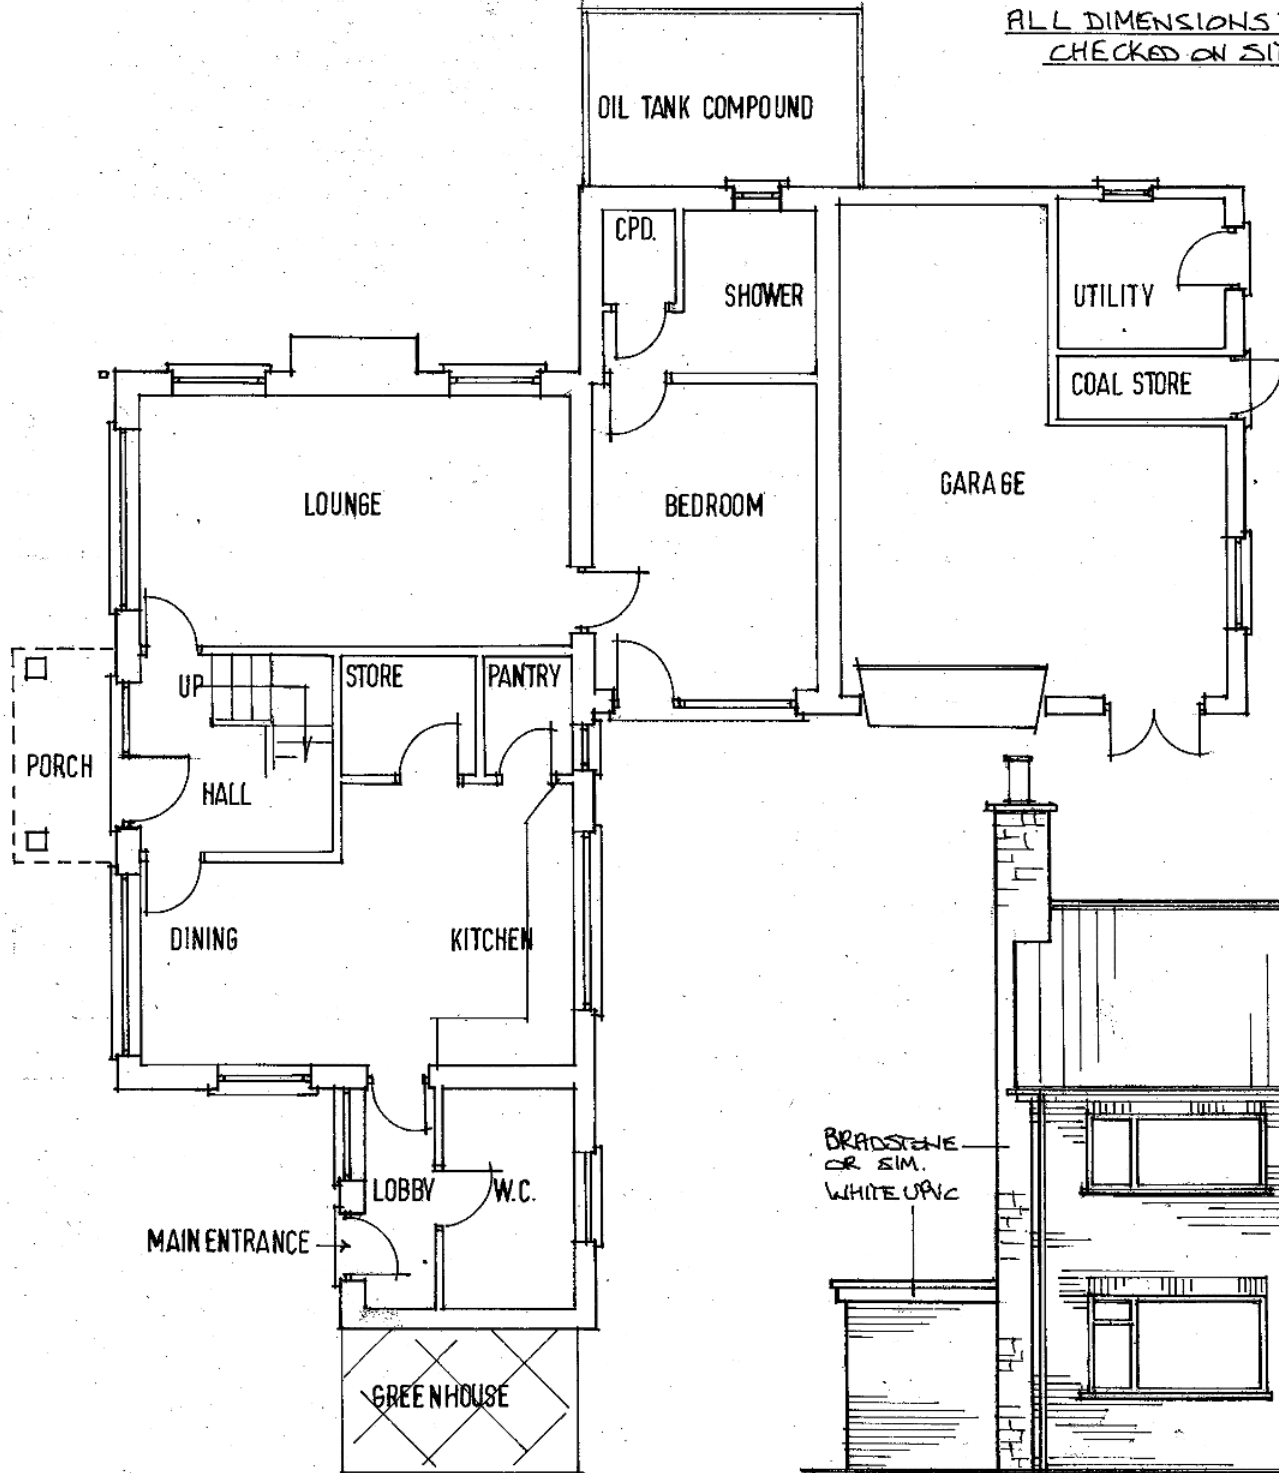 ALL DIMENSIONS
CHECKED ON SIT
OIL TANK COMPOUND
CPD.
SHOWER
UTILITY
COAL STORE
LOUNGE
BEDROOM
GARAGE
UP
STORE
PANTRY
PORCH
HALL
DINING
KITCHEN
BRADSTONE
OR SIM.
WHITE UPVC
LOBBY
W.C.
MAIN ENTRANCE
GREENHOUSE